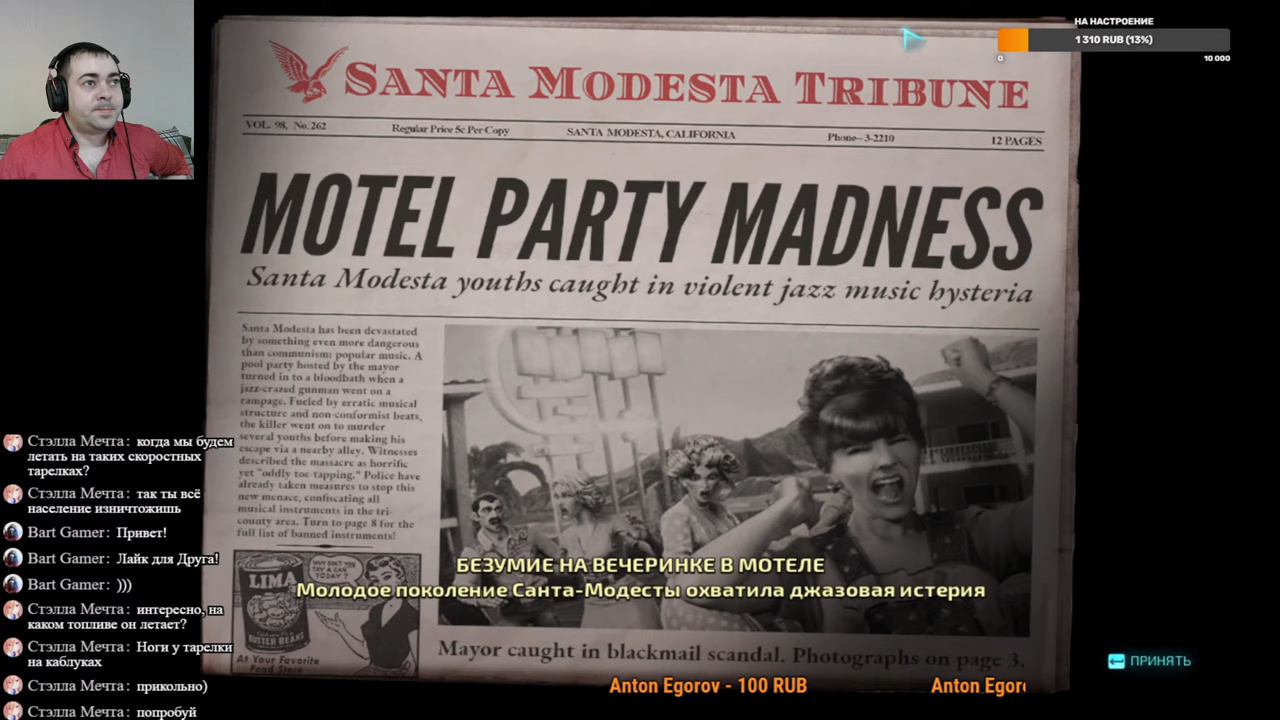 НА НАСТРОЕНИЕ
1 310 RUB (13%)
0
10 000
SANTA MODESTA TRIBUNE
VOL. 98, No. 262
Regular Price 5c Per Copy
SANTA MODESTA, CALIFORNIA
Phone— 3-2210
12 PAGES
MOTEL PARTY MADNESS
Santa Modesta youths caught in violent jazz music hysteria
Santa Modesta has been devastated
by something even more dangerous
than communism: popular music. A
pool party hosted by the mayor
turned in to a bloodbath when a
jazz-crazed gunman went on a
rampage. Fueled by erratic musical
structure and non-conformist beats,
the killer went on to murder
several youths before making his
escape via a nearby alley. Witnesses
described the massacre as horrific
yet "oddly toe-tapping." Police have
already taken measures to stop this
new menace, confiscating all
musical instruments in the tri-
county area. Turn to page 8 for the
full list of banned instruments!
WHY DON'T YOU
TRY A CAN
TODAY?
LIMA
BUTTER BEANS
At Your Favorite
Food Store
БЕЗУМИЕ НА ВЕЧЕРИНКЕ В МОТЕЛЕ
Молодое поколение Санта-Модесты охватила джазовая истерия
Mayor caught in blackmail scandal. Photographs on page 3.
Стэлла Мечта: когда мы будем
летать на таких скоростных
тарелках?
Стэлла Мечта: так ты всё
население изничтожишь
Bart Gamer: Привет!
Bart Gamer: Лайк для Друга!
Bart Gamer: )))
Стэлла Мечта: интересно, на
каком топливе он летает?
Стэлла Мечта: Ноги у тарелки
на каблуках
Стэлла Мечта: прикольно)
Стэлла Мечта: попробуй
ПРИНЯТЬ
Anton Egorov - 100 RUB
Anton Egoro